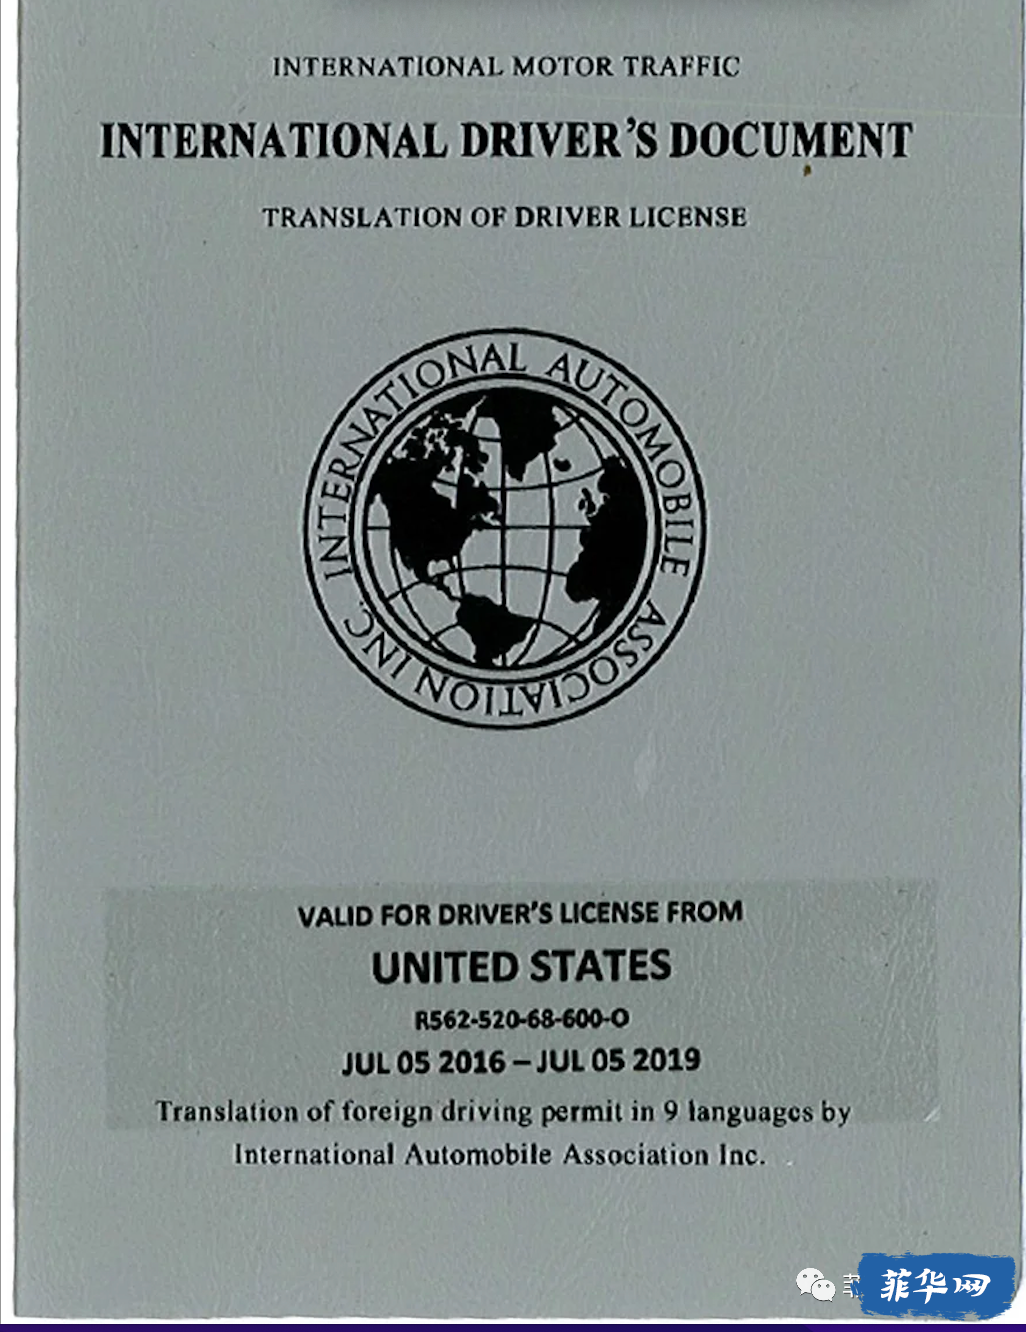 INTERNATIONAL MOTOR TRAFFIC
INTERNATIONAL DRIVER'S DOCUMENT
TRANSLATION OF DRIVER LICENSE
INTERNATIONAL AUTOMOBILE ASSOCIATION INC.
VALID FOR DRIVER'S LICENSE FROM
UNITED STATES
R562-520-68-600-O
JUL 05 2016 – JUL 05 2019
Translation of foreign driving permit in 9 languages by
International Automobile Association Inc.
菲华网